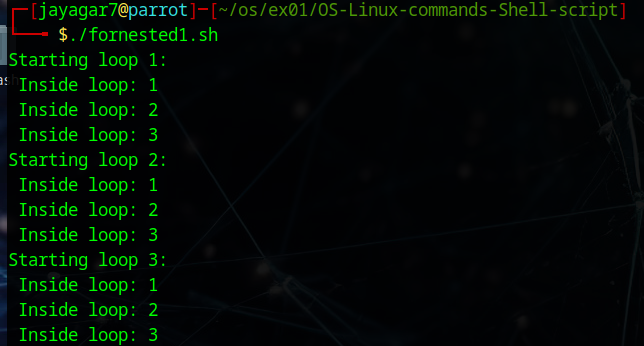 [jayagar7@parrot]-[~/os/ex01/OS-Linux-commands-Shell-script]
$./fornested1.sh
Starting loop 1:
Inside loop: 1
Inside loop: 2
Inside loop: 3
Starting loop 2:
Inside loop: 1
Inside loop: 2
Inside loop: 3
Starting loop 3:
Inside loop: 1
Inside loop: 2
Inside loop: 3